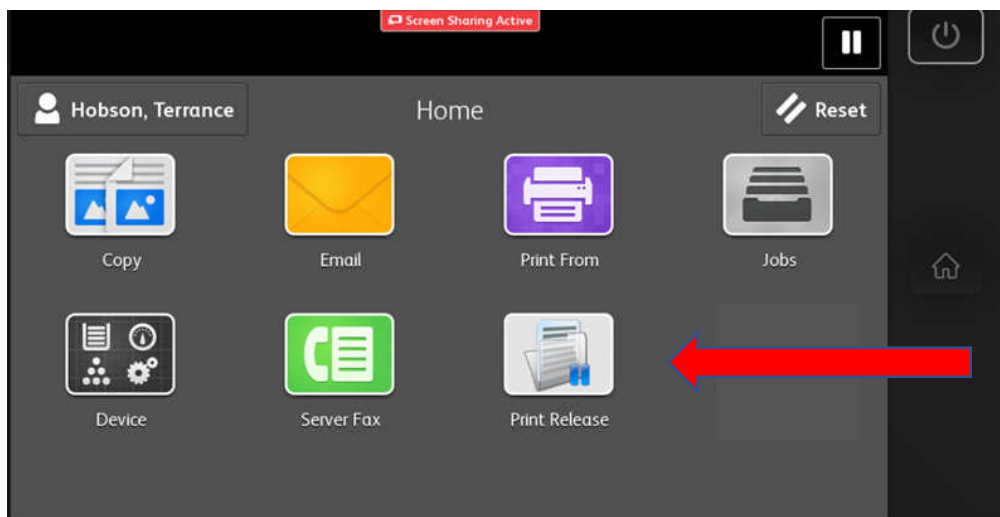 Screen Sharing Active
Hobson, Terrance
Home
Reset
Copy
Email
Print From
Jobs
Device
Server Fax
Print Release